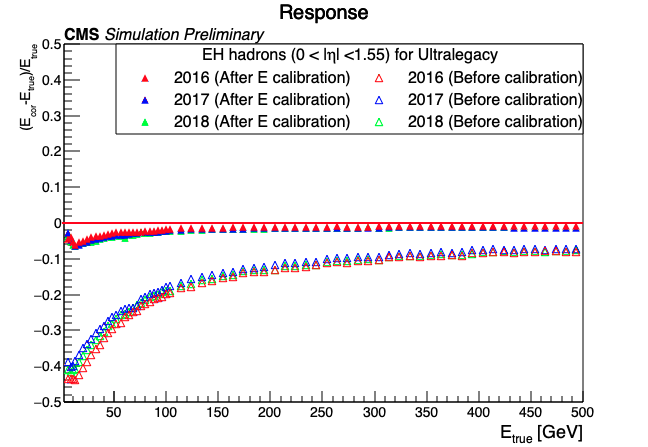 Response
CMS Simulation Preliminary
(E_cor-E_true)/E_true
EH hadrons (0 < |η| <1.55) for Ultralegacy
2016 (After E calibration) 2016 (Before calibration)
2017 (After E calibration) 2017 (Before calibration)
2018 (After E calibration) 2018 (Before calibration)
0.5
0.4
0.3
0.2
0.1
0
−0.1
−0.2
−0.3
−0.4
−0.5
50 100 150 200 250 300 350 400 450 500
E_true [GeV]